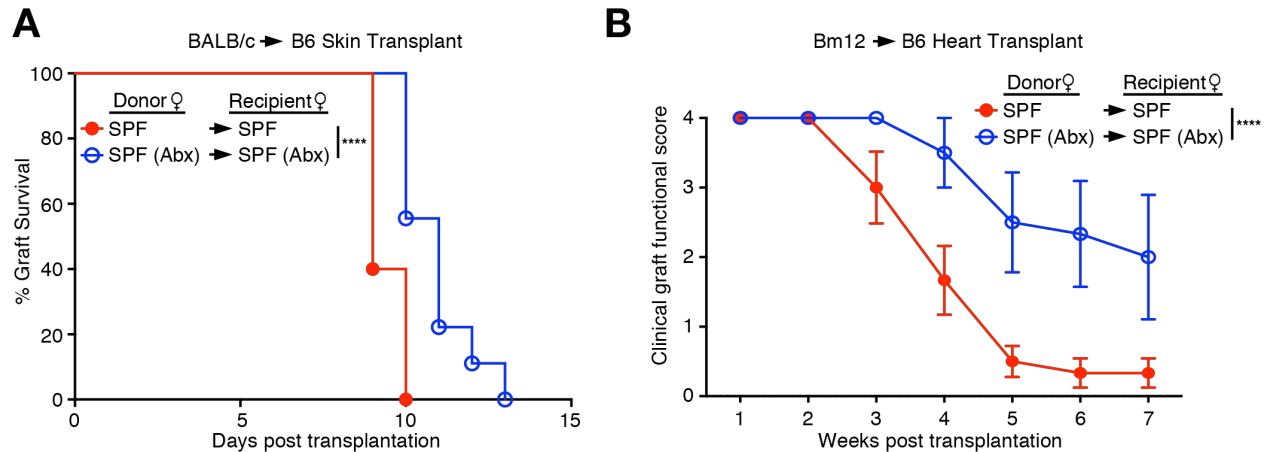 A
BALB/c → B6 Skin Transplant
% Graft Survival
100
80
60
40
20
0
Donor♀ Recipient♀
SPF → SPF
SPF (Abx) → SPF (Abx)
****
0 5 10 15
Days post transplantation
B
Bm12 → B6 Heart Transplant
Clinical graft functional score
4
3
2
1
0
Donor♀ Recipient♀
SPF → SPF
SPF (Abx) → SPF (Abx)
****
1 2 3 4 5 6 7
Weeks post transplantation